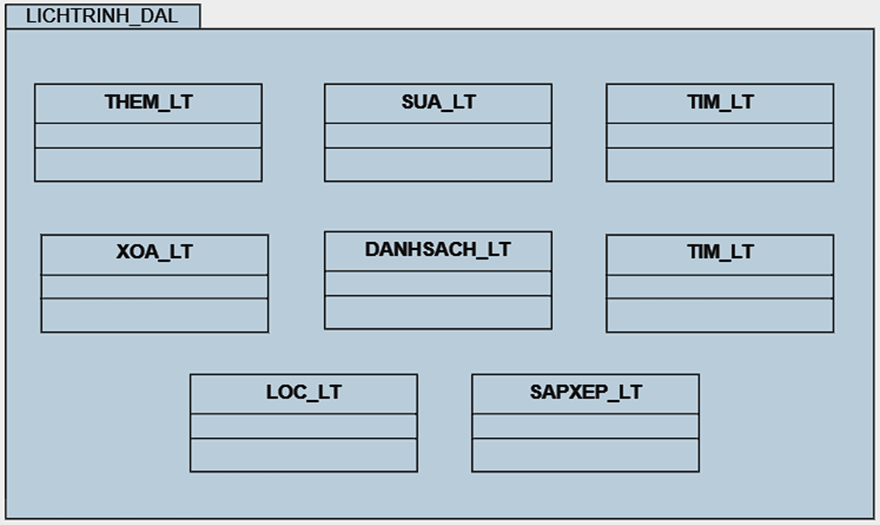 LICHTRINH_DAL
THEM_LT
SUA_LT
TIM_LT
XOA_LT
DANHSACH_LT
TIM_LT
LOC_LT
SAPXEP_LT